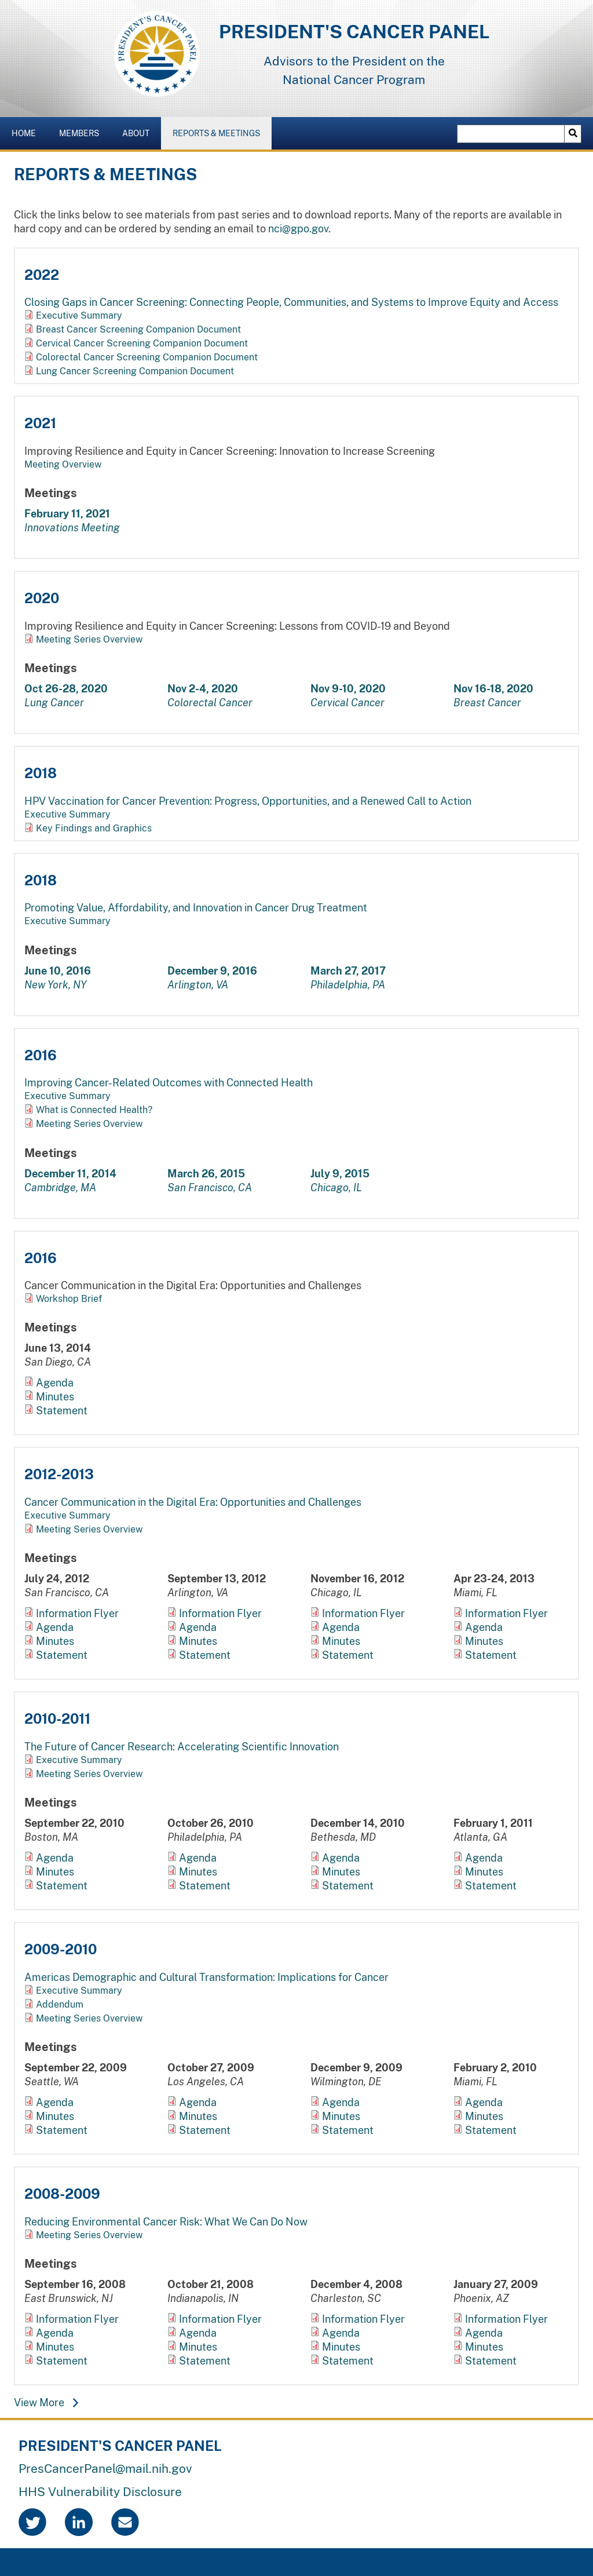 PRESIDENT'S CANCER PANEL
PRESIDENT'S CANCER PANEL
Advisors to the President on the
National Cancer Program
HOME MEMBERS ABOUT REPORTS & MEETINGS
REPORTS & MEETINGS
Click the links below to see materials from past series and to download reports. Many of the reports are available in
hard copy and can be ordered by sending an email to nci@gpo.gov.
2022
Closing Gaps in Cancer Screening: Connecting People, Communities, and Systems to Improve Equity and Access
Executive Summary
Breast Cancer Screening Companion Document
Cervical Cancer Screening Companion Document
Colorectal Cancer Screening Companion Document
Lung Cancer Screening Companion Document
2021
Improving Resilience and Equity in Cancer Screening: Innovation to Increase Screening
Meeting Overview
Meetings
February 11, 2021
Innovations Meeting
2020
Improving Resilience and Equity in Cancer Screening: Lessons from COVID-19 and Beyond
Meeting Series Overview
Meetings
Oct 26-28, 2020 Nov 2-4, 2020 Nov 9-10, 2020 Nov 16-18, 2020
Lung Cancer Colorectal Cancer Cervical Cancer Breast Cancer
2018
HPV Vaccination for Cancer Prevention: Progress, Opportunities, and a Renewed Call to Action
Executive Summary
Key Findings and Graphics
2018
Promoting Value, Affordability, and Innovation in Cancer Drug Treatment
Executive Summary
Meetings
June 10, 2016 December 9, 2016 March 27, 2017
New York, NY Arlington, VA Philadelphia, PA
2016
Improving Cancer-Related Outcomes with Connected Health
Executive Summary
What is Connected Health?
Meeting Series Overview
Meetings
December 11, 2014 March 26, 2015 July 9, 2015
Cambridge, MA San Francisco, CA Chicago, IL
2016
Cancer Communication in the Digital Era: Opportunities and Challenges
Workshop Brief
Meetings
June 13, 2014
San Diego, CA
Agenda
Minutes
Statement
2012-2013
Cancer Communication in the Digital Era: Opportunities and Challenges
Executive Summary
Meeting Series Overview
Meetings
July 24, 2012 September 13, 2012 November 16, 2012 Apr 23-24, 2013
San Francisco, CA Arlington, VA Chicago, IL Miami, FL
Information Flyer Information Flyer Information Flyer Information Flyer
Agenda Agenda Agenda Agenda
Minutes Minutes Minutes Minutes
Statement Statement Statement Statement
2010-2011
The Future of Cancer Research: Accelerating Scientific Innovation
Executive Summary
Meeting Series Overview
Meetings
September 22, 2010 October 26, 2010 December 14, 2010 February 1, 2011
Boston, MA Philadelphia, PA Bethesda, MD Atlanta, GA
Agenda Agenda Agenda Agenda
Minutes Minutes Minutes Minutes
Statement Statement Statement Statement
2009-2010
Americas Demographic and Cultural Transformation: Implications for Cancer
Executive Summary
Addendum
Meeting Series Overview
Meetings
September 22, 2009 October 27, 2009 December 9, 2009 February 2, 2010
Seattle, WA Los Angeles, CA Wilmington, DE Miami, FL
Agenda Agenda Agenda Agenda
Minutes Minutes Minutes Minutes
Statement Statement Statement Statement
2008-2009
Reducing Environmental Cancer Risk: What We Can Do Now
Meeting Series Overview
Meetings
September 16, 2008 October 21, 2008 December 4, 2008 January 27, 2009
East Brunswick, NJ Indianapolis, IN Charleston, SC Phoenix, AZ
Information Flyer Information Flyer Information Flyer Information Flyer
Agenda Agenda Agenda Agenda
Minutes Minutes Minutes Minutes
Statement Statement Statement Statement
View More
PRESIDENT'S CANCER PANEL
PresCancerPanel@mail.nih.gov
HHS Vulnerability Disclosure